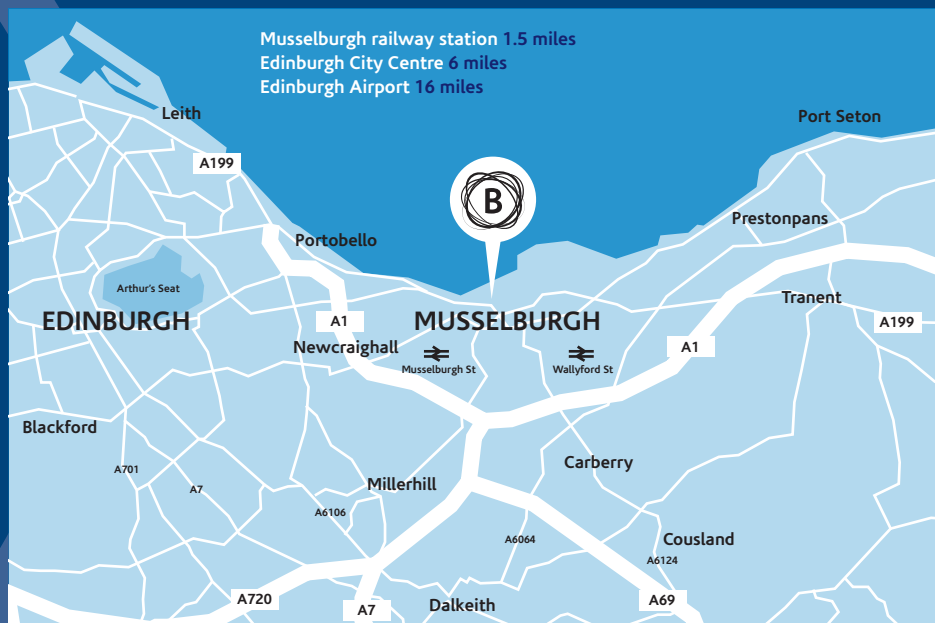 Musselburgh railway station 1.5 miles
Edinburgh City Centre 6 miles
Edinburgh Airport 16 miles
Leith
Port Seton
A199
B
Prestonpans
Portobello
Arthur's Seat
Tranent
EDINBURGH
A1
MUSSELBURGH
A199
Newcraighall
A1
Musselburgh St
Wallyford St
Blackford
Carberry
A701
Millerhill
A7
A6106
A6064
Cousland
A6124
A720
A7
Dalkeith
A69